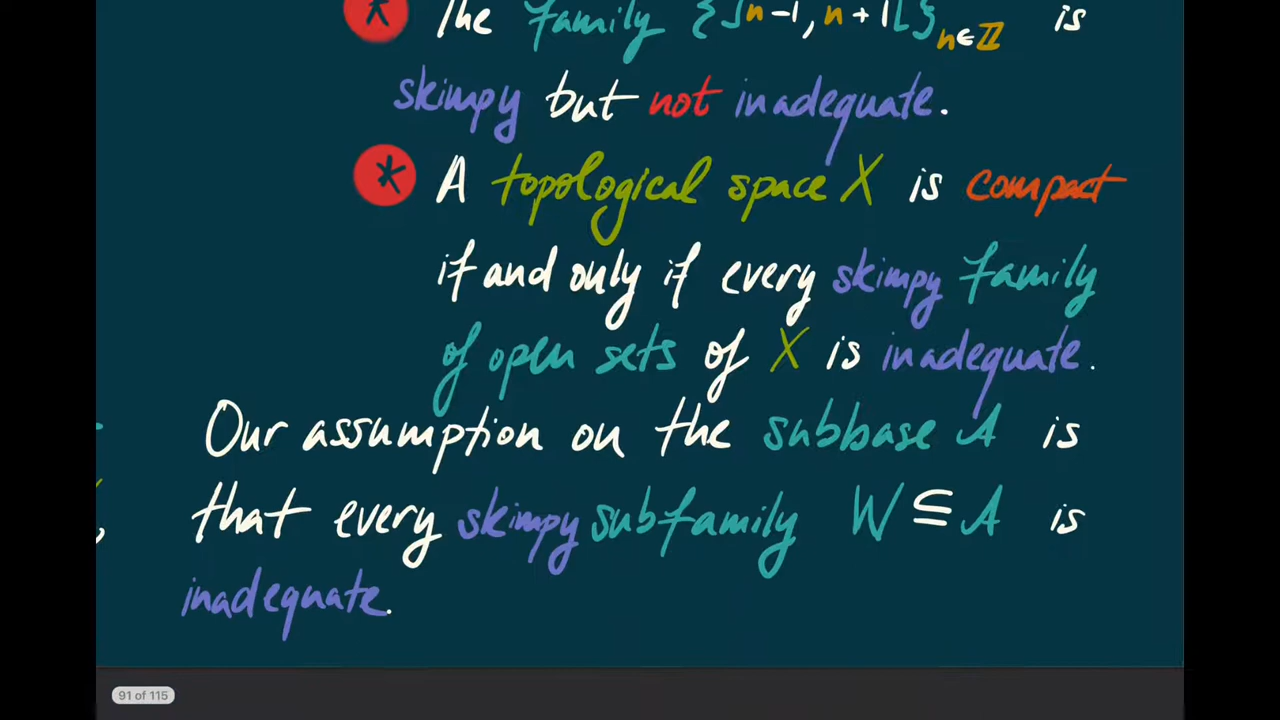 * The family {]n-1, n+1[}n∈ℤ is
skimpy but not inadequate.
* A topological space X is compact
if and only if every skimpy family
of open sets of X is inadequate.
Our assumption on the subbase A is
that every skimpy subfamily W ⊆ A is
inadequate.
91 of 115